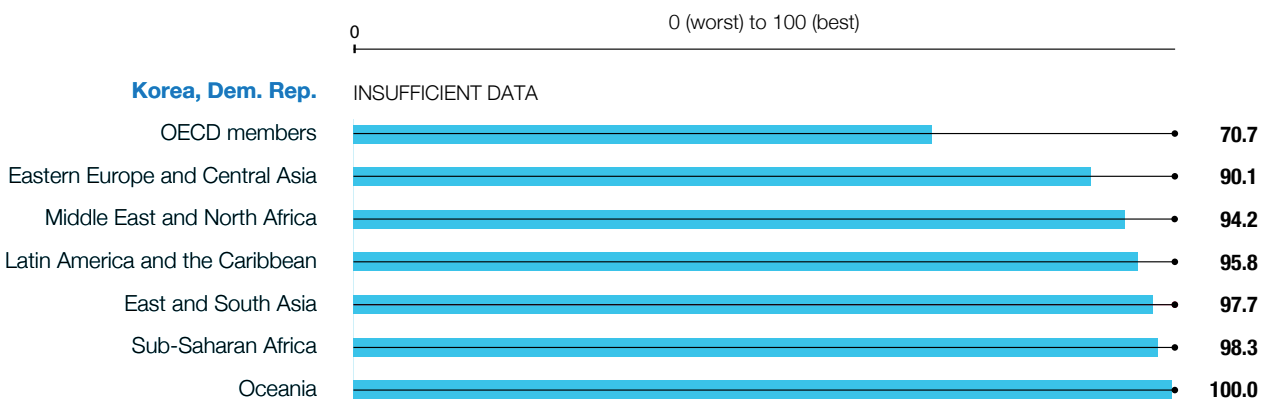 0 (worst) to 100 (best)
0
Korea, Dem. Rep. INSUFFICIENT DATA
OECD members 70.7
Eastern Europe and Central Asia 90.1
Middle East and North Africa 94.2
Latin America and the Caribbean 95.8
East and South Asia 97.7
Sub-Saharan Africa 98.3
Oceania 100.0